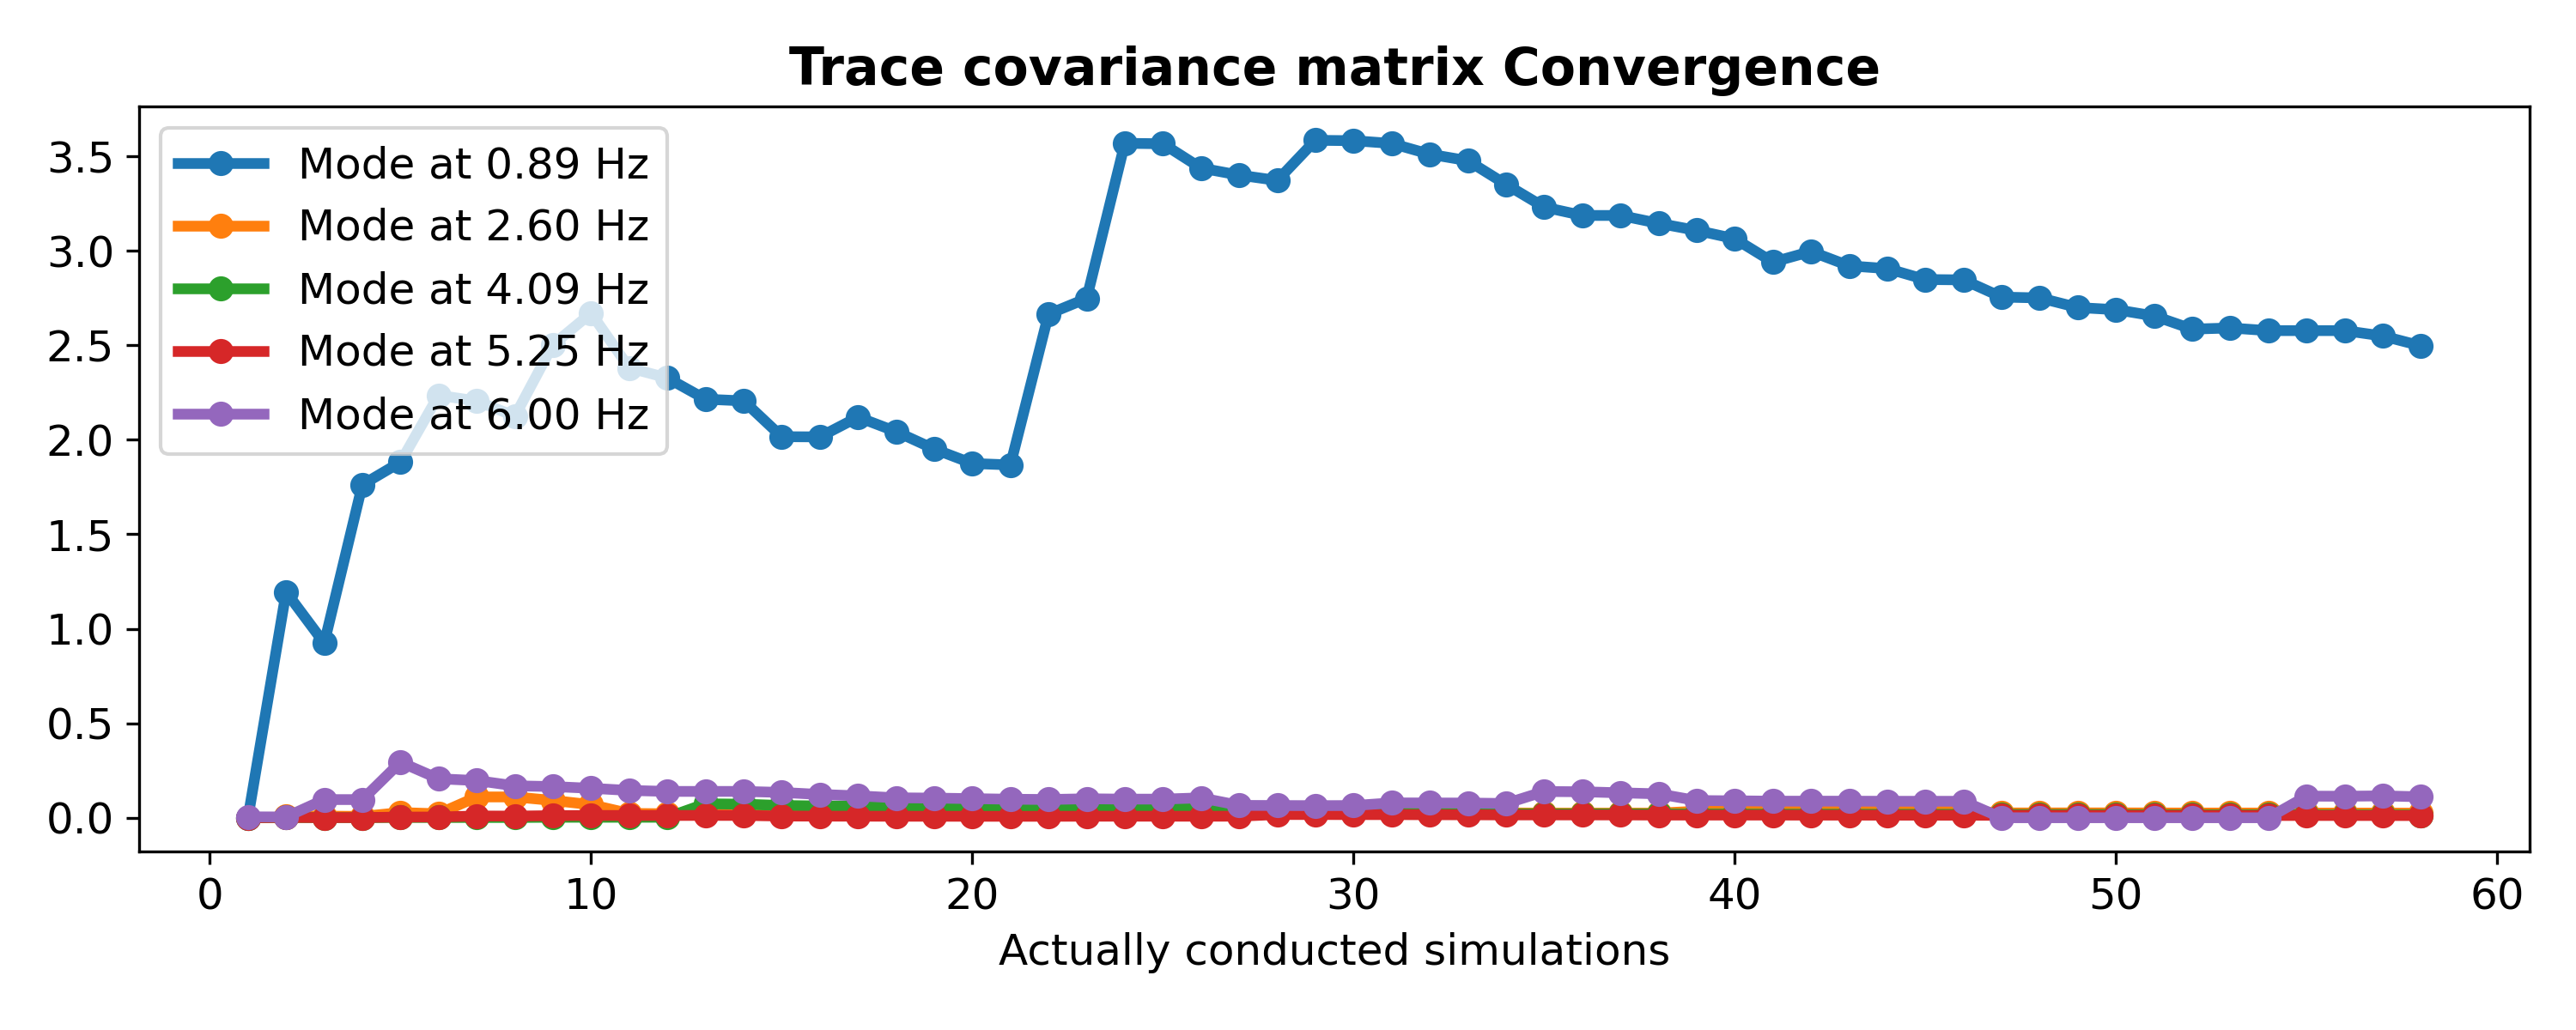 Trace covariance matrix Convergence
3.5
3.0
2.5
2.0
1.5
1.0
0.5
0.0
Mode at 0.89 Hz
Mode at 2.60 Hz
Mode at 4.09 Hz
Mode at 5.25 Hz
Mode at 6.00 Hz
0 10 20 30 40 50 60
Actually conducted simulations